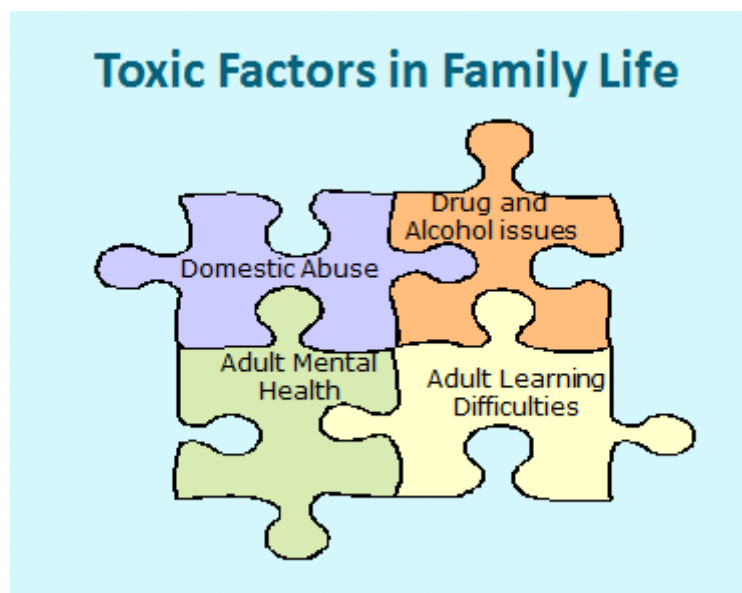 Toxic Factors in Family Life
Drug and
Alcohol issues
Domestic Abuse
Adult Mental
Health
Adult Learning
Difficulties